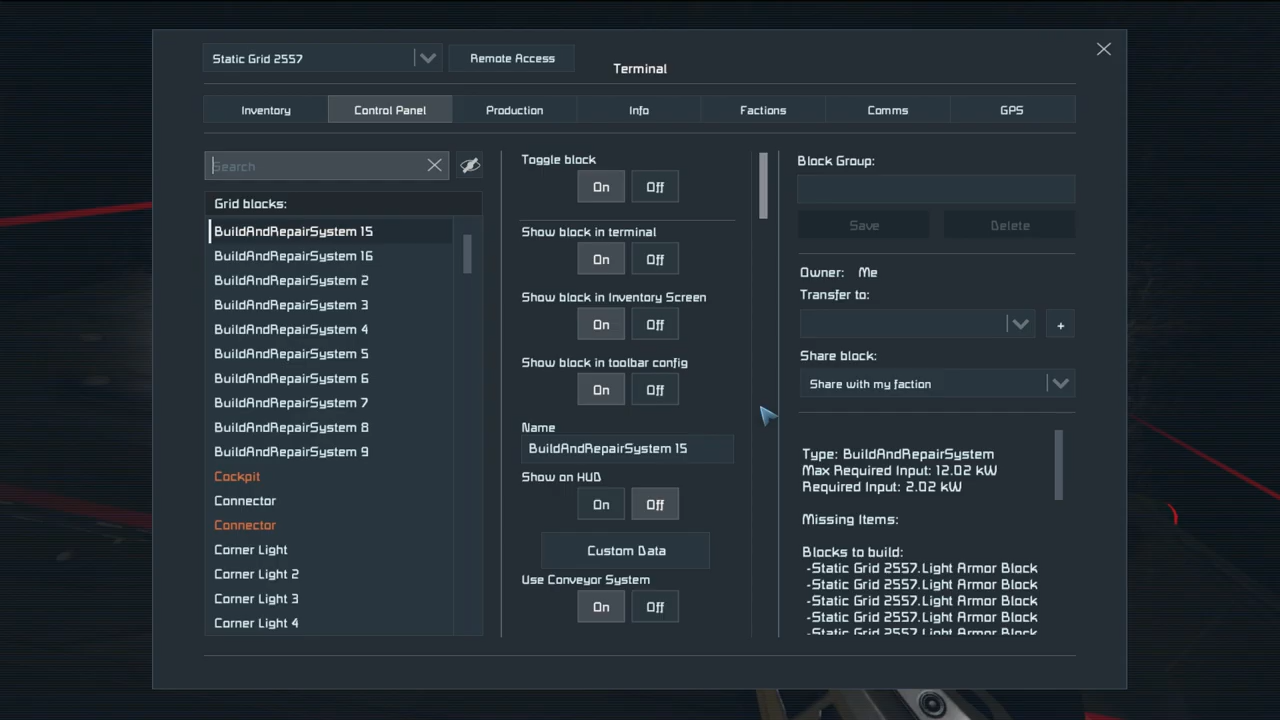 Static Grid 2557
Remote Access
Terminal
Inventory
Control Panel
Production
Info
Factions
Comms
GPS
Search
Grid blocks:
BuildAndRepairSystem 15
BuildAndRepairSystem 16
BuildAndRepairSystem 2
BuildAndRepairSystem 3
BuildAndRepairSystem 4
BuildAndRepairSystem 5
BuildAndRepairSystem 6
BuildAndRepairSystem 7
BuildAndRepairSystem 8
BuildAndRepairSystem 9
Cockpit
Connector
Connector
Corner Light
Corner Light 2
Corner Light 3
Corner Light 4
Toggle block
On Off
Show block in terminal
On Off
Show block in Inventory Screen
On Off
Show block in toolbar config
On Off
Name
BuildAndRepairSystem 15
Show on HUD
On Off
Custom Data
Use Conveyor System
On Off
Block Group:
Save Delete
Owner: Me
Transfer to:
+
Share block:
Share with my faction
Type: BuildAndRepairSystem
Max Required Input: 12.02 kW
Required Input: 2.02 kW
Missing Items:
Blocks to build:
-Static Grid 2557.Light Armor Block
-Static Grid 2557.Light Armor Block
-Static Grid 2557.Light Armor Block
-Static Grid 2557.Light Armor Block
-Static Grid 2557.Light Armor Block